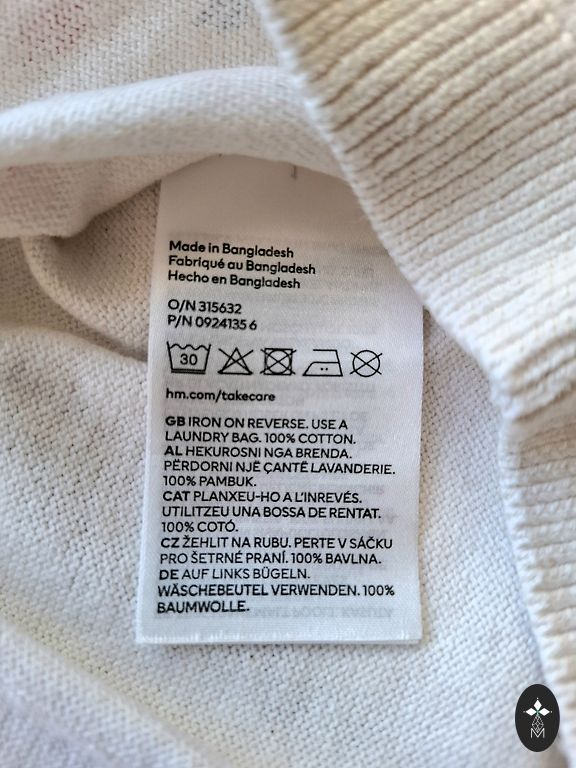 Made in Bangladesh
Fabriqué au Bangladesh
Hecho en Bangladesh
O/N 315632
P/N 0924135 6
30
hm.com/takecare
GB IRON ON REVERSE. USE A
LAUNDRY BAG. 100% COTTON.
AL HEKUROSNI NGA BRENDA.
PËRDORNI NJË ÇANTË LAVANDERIE.
100% PAMBUK.
CAT PLANXEU-HO A L'INREVÉS.
UTILITZEU UNA BOSSA DE RENTAT.
100% COTÓ.
CZ ŽEHLIT NA RUBU. PERTE V SÁČKU
PRO ŠETRNÉ PRANÍ. 100% BAVLNA.
DE AUF LINKS BÜGELN.
WÄSCHEBEUTEL VERWENDEN. 100%
BAUMWOLLE.
M